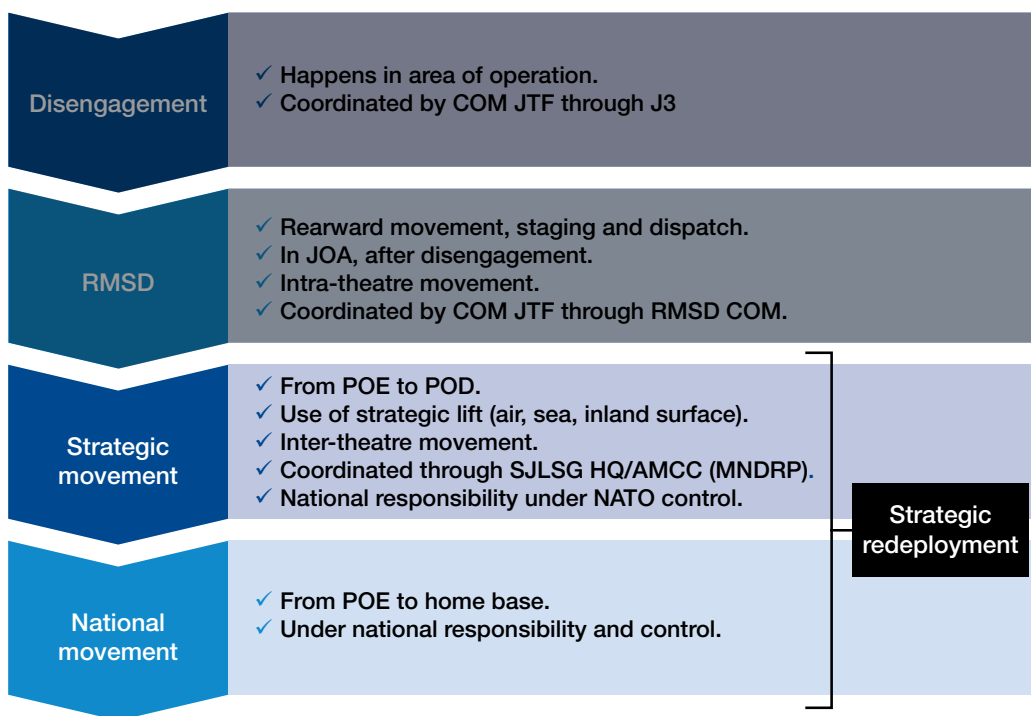 Disengagement
✓ Happens in area of operation.
✓ Coordinated by COM JTF through J3
RMSD
✓ Rearward movement, staging and dispatch.
✓ In JOA, after disengagement.
✓ Intra-theatre movement.
✓ Coordinated by COM JTF through RMSD COM.
Strategic
movement
✓ From POE to POD.
✓ Use of strategic lift (air, sea, inland surface).
✓ Inter-theatre movement.
✓ Coordinated through SJLSG HQ/AMCC (MNDRP).
✓ National responsibility under NATO control.
Strategic
redeployment
National
movement
✓ From POE to home base.
✓ Under national responsibility and control.